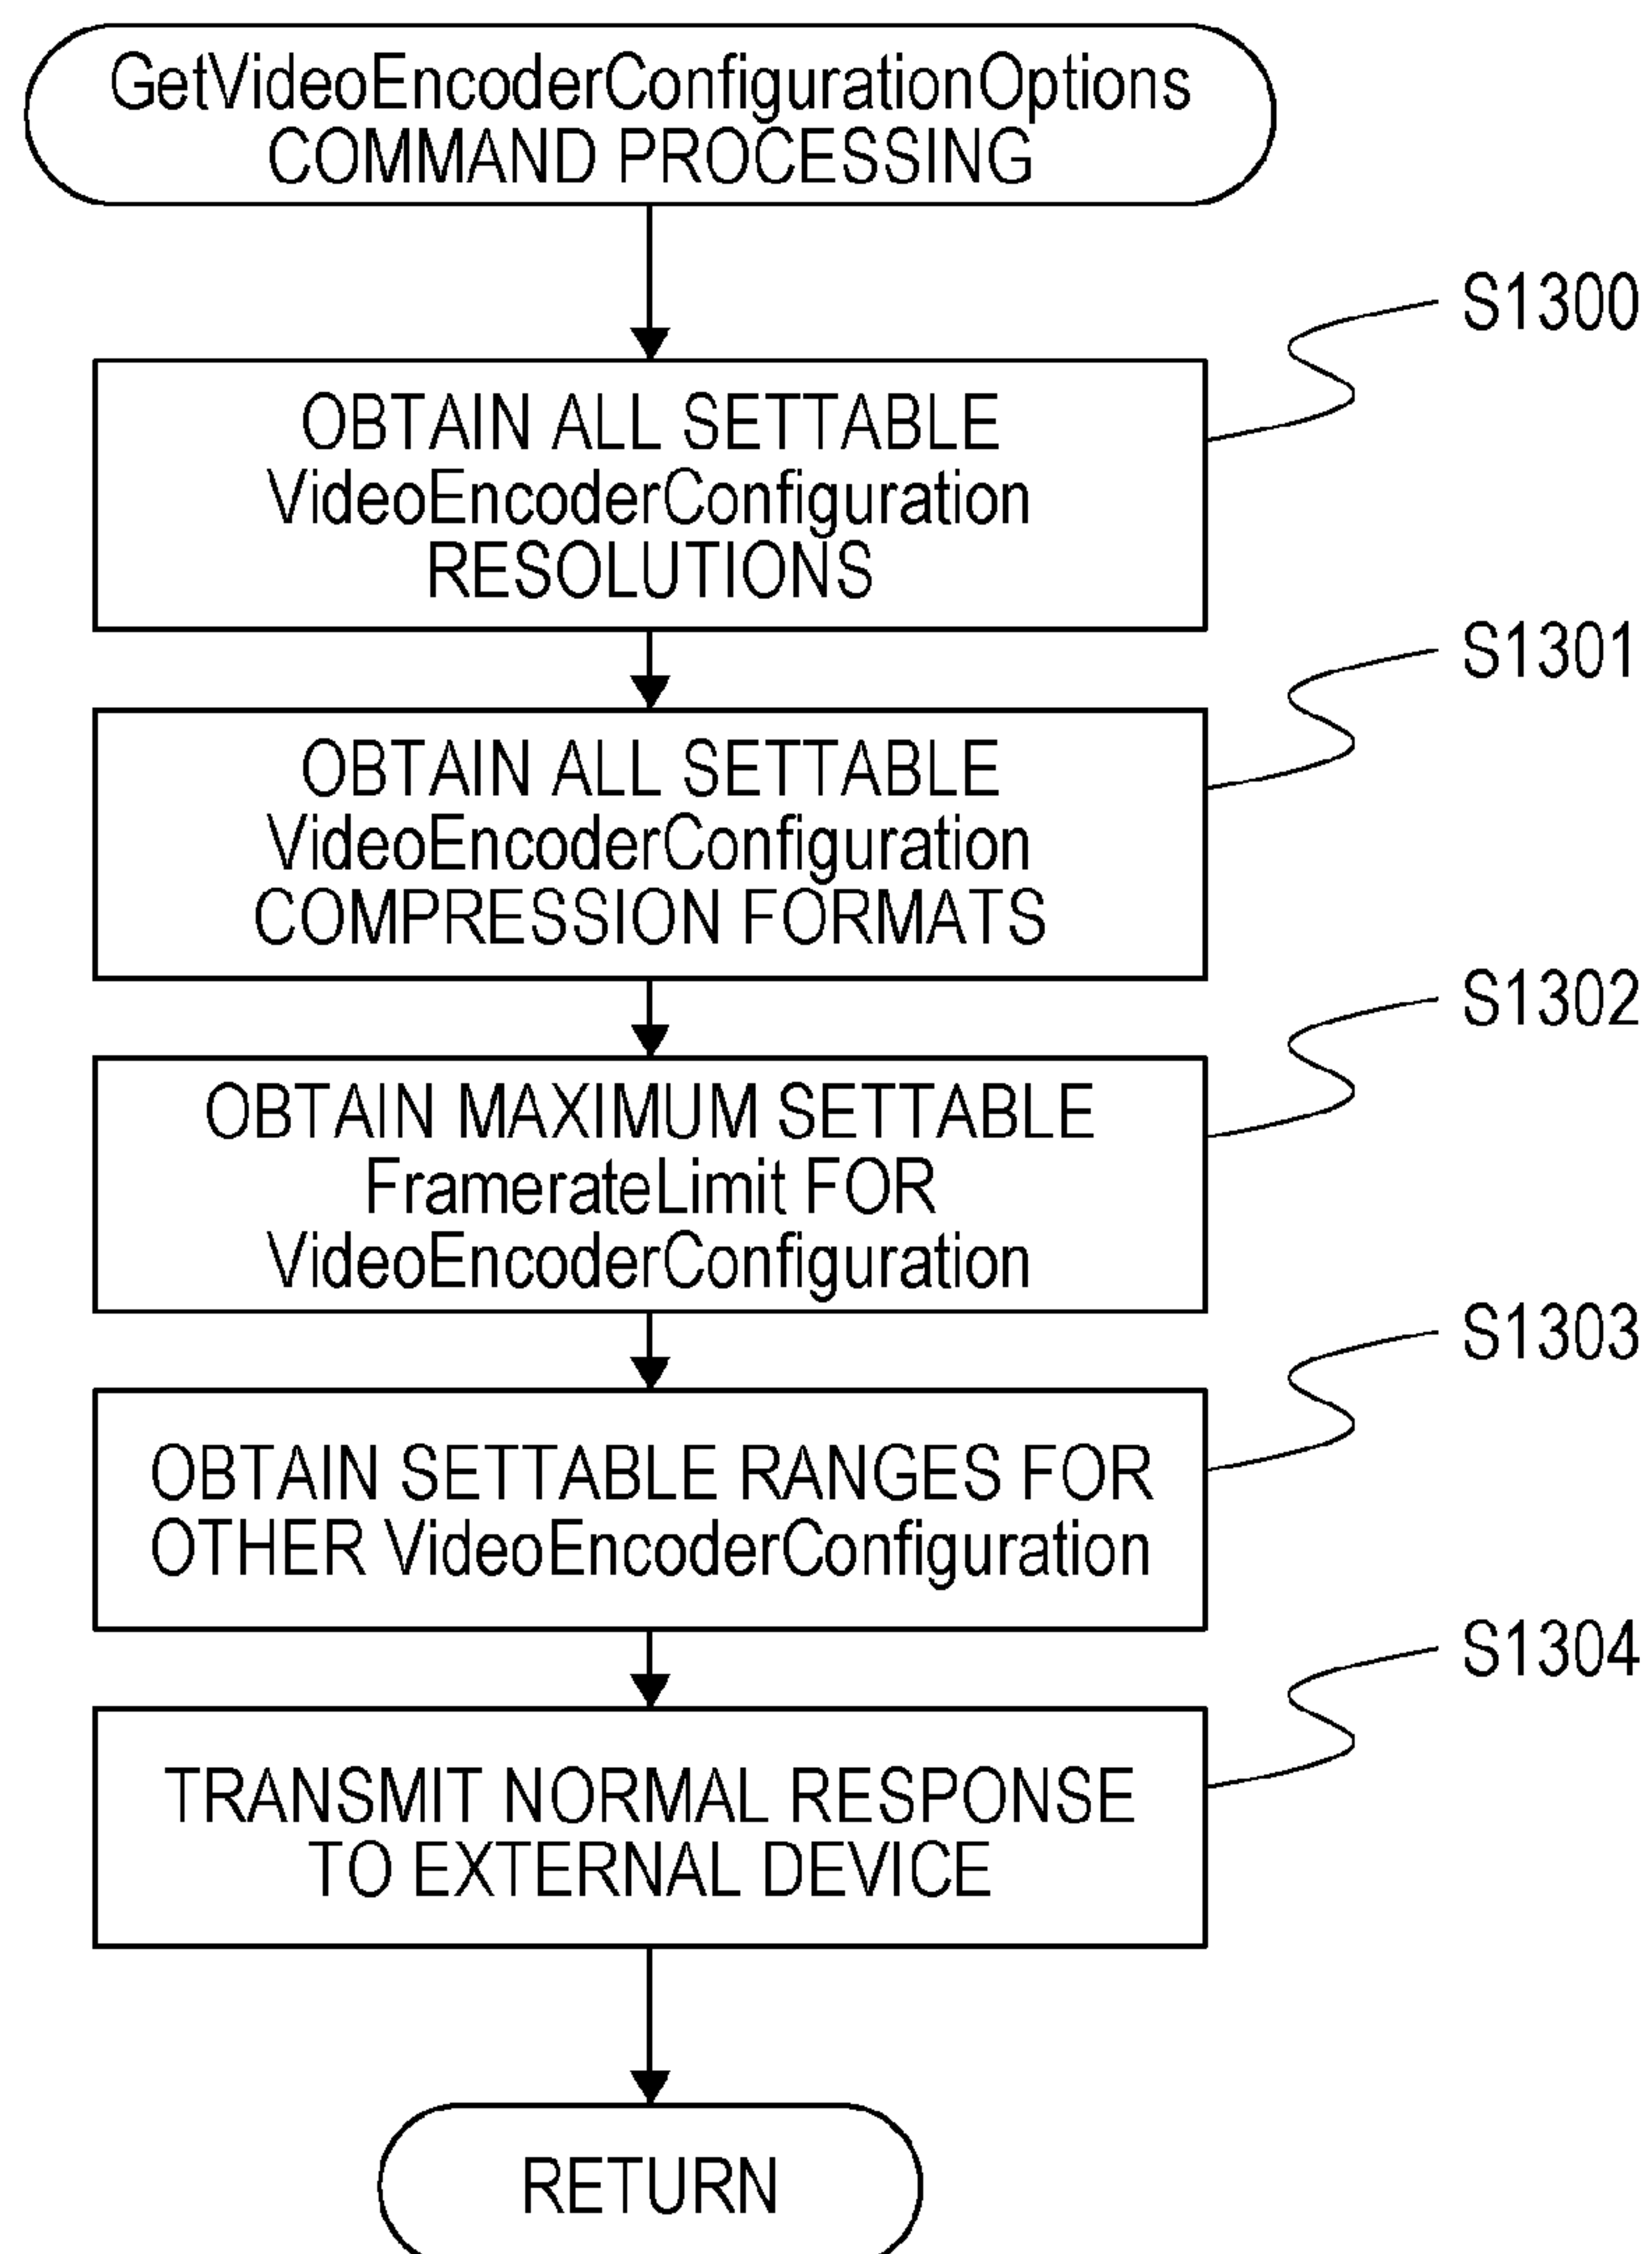 GetVideoEncoderConfigurationOptions
COMMAND PROCESSING
S1300
OBTAIN ALL SETTABLE
VideoEncoderConfiguration
RESOLUTIONS
S1301
OBTAIN ALL SETTABLE
VideoEncoderConfiguration
COMPRESSION FORMATS
S1302
OBTAIN MAXIMUM SETTABLE
FramerateLimit FOR
VideoEncoderConfiguration
S1303
OBTAIN SETTABLE RANGES FOR
OTHER VideoEncoderConfiguration
S1304
TRANSMIT NORMAL RESPONSE
TO EXTERNAL DEVICE
RETURN